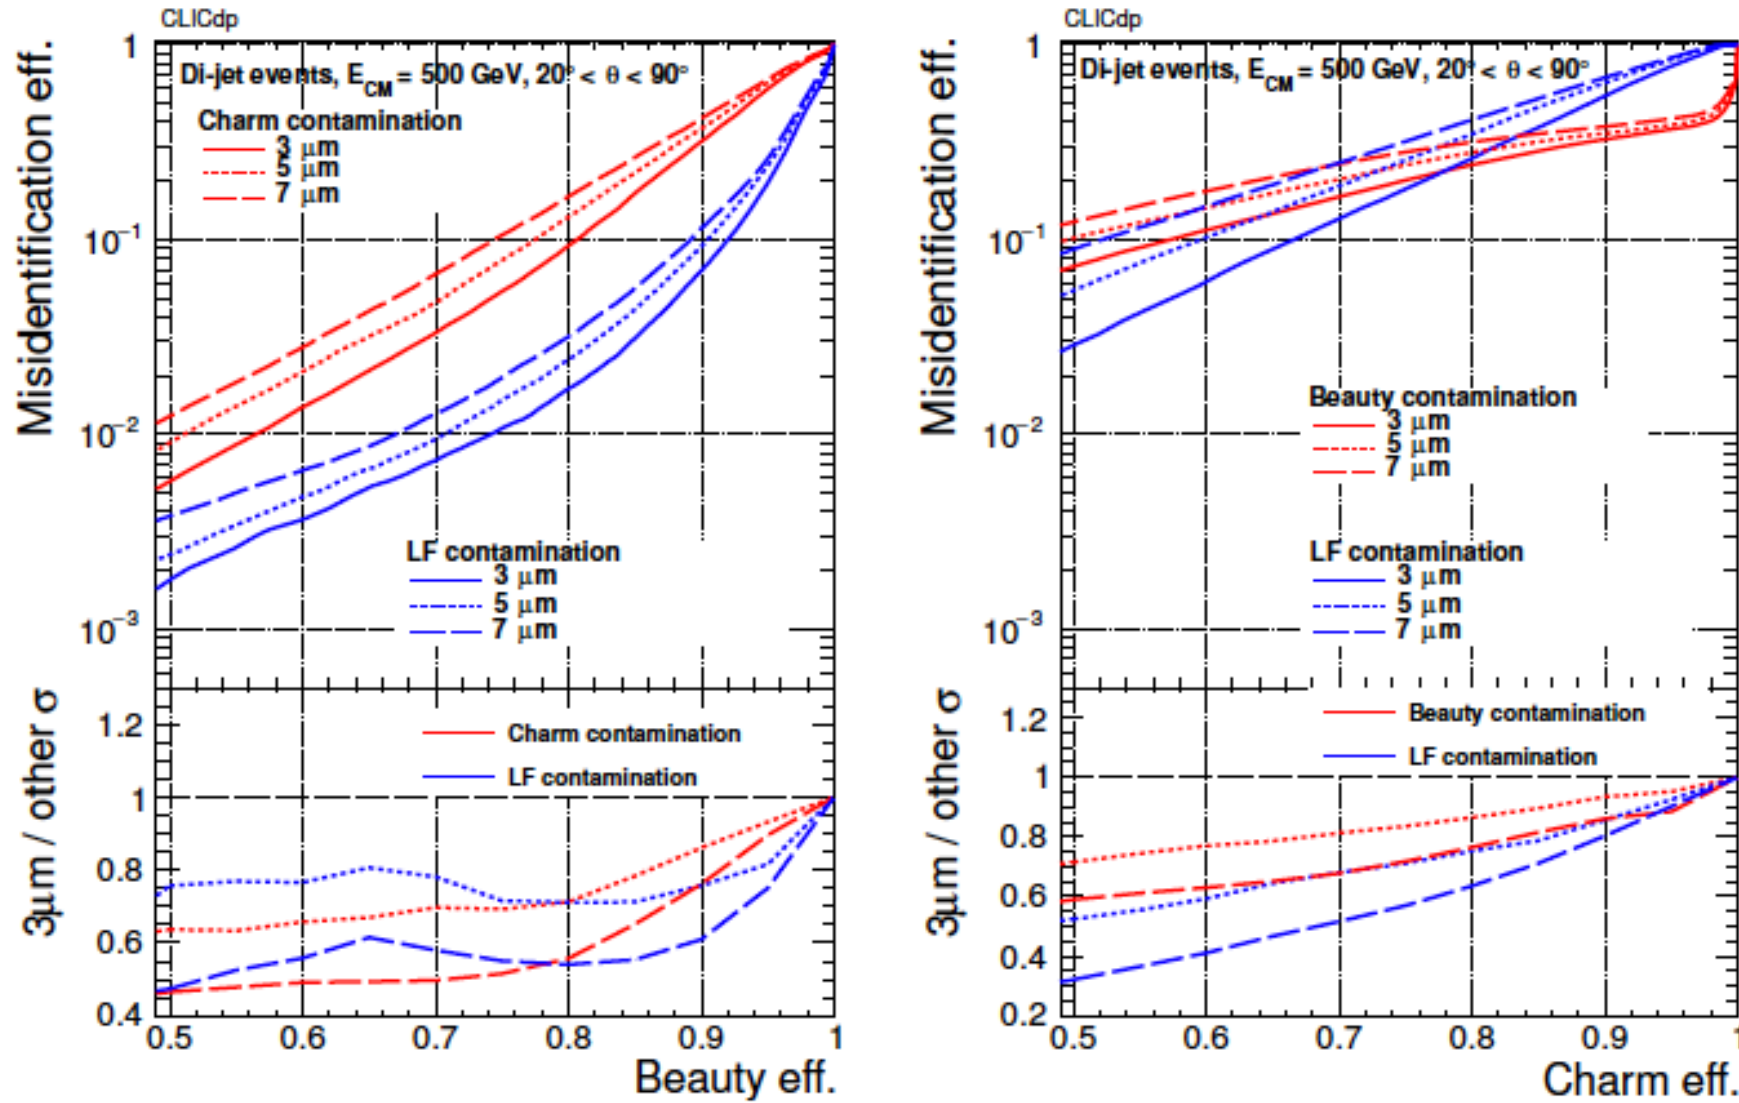 CLICdp
Misidentification eff.
1
10⁻¹
10⁻²
10⁻³
Di-jet events, E_CM = 500 GeV, 20° < θ < 90°
Charm contamination
3 μm
5 μm
7 μm
LF contamination
3 μm
5 μm
7 μm
3μm / other σ
1.2
1
0.8
0.6
0.4
Charm contamination
LF contamination
0.5 0.6 0.7 0.8 0.9 1
Beauty eff.
CLICdp
Misidentification eff.
1
10⁻¹
10⁻²
10⁻³
Di-jet events, E_CM = 500 GeV, 20° < θ < 90°
Beauty contamination
3 μm
5 μm
7 μm
LF contamination
3 μm
5 μm
7 μm
3μm / other σ
1.2
1
0.8
0.6
0.4
0.2
Beauty contamination
LF contamination
0.5 0.6 0.7 0.8 0.9 1
Charm eff.